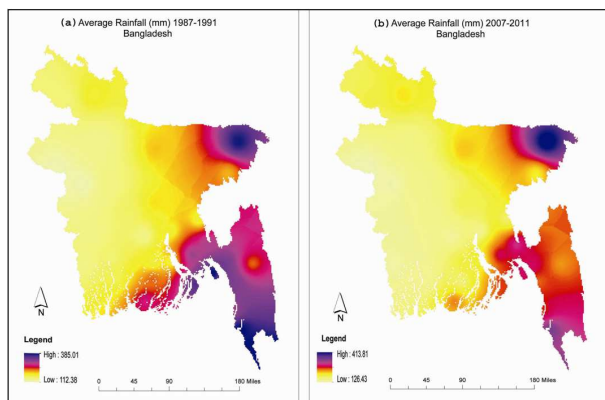 (a) Average Rainfall (mm) 1987-1991
Bangladesh
N
Legend
High : 385.01
Low : 112.38
0 45 90 180 Miles
(b) Average Rainfall (mm) 2007-2011
Bangladesh
N
Legend
High : 413.81
Low : 126.43
0 45 90 180 Miles